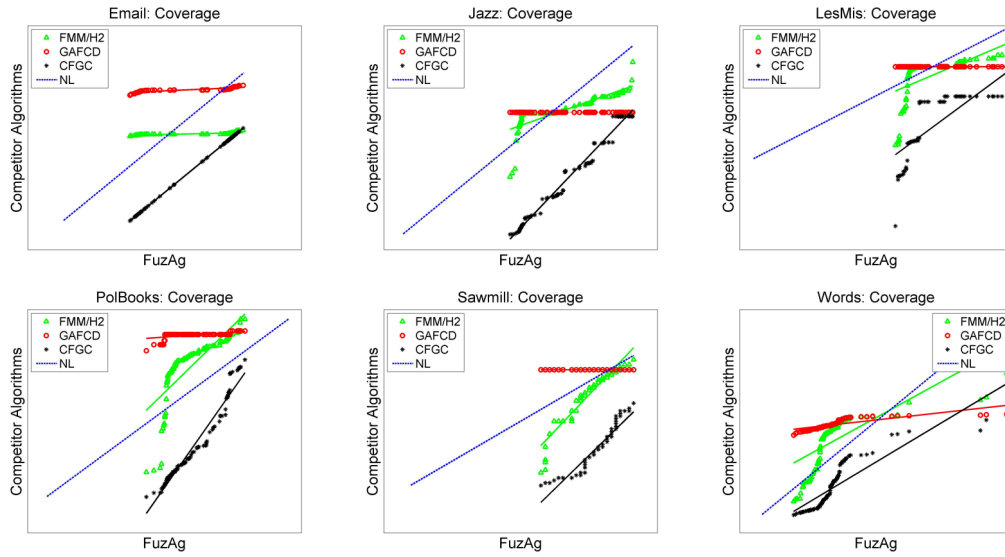 Email: Coverage
FMM/H2
GAFCD
CFGC
NL
Competitor Algorithms
FuzAg
Jazz: Coverage
FMM/H2
GAFCD
CFGC
NL
Competitor Algorithms
FuzAg
LesMis: Coverage
FMM/H2
GAFCD
CFGC
NL
Competitor Algorithms
FuzAg
PolBooks: Coverage
FMM/H2
GAFCD
CFGC
NL
Competitor Algorithms
FuzAg
Sawmill: Coverage
FMM/H2
GAFCD
CFGC
NL
Competitor Algorithms
FuzAg
Words: Coverage
FMM/H2
GAFCD
CFGC
NL
Competitor Algorithms
FuzAg